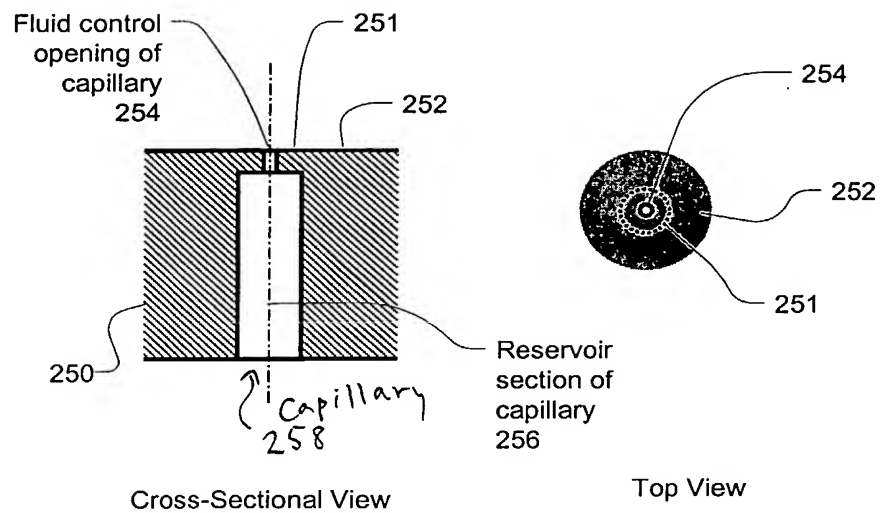 Fluid control
opening of
capillary
254
251
252
250
Capillary
258
Reservoir
section of
capillary
256
Cross-Sectional View
254
252
251
Top View